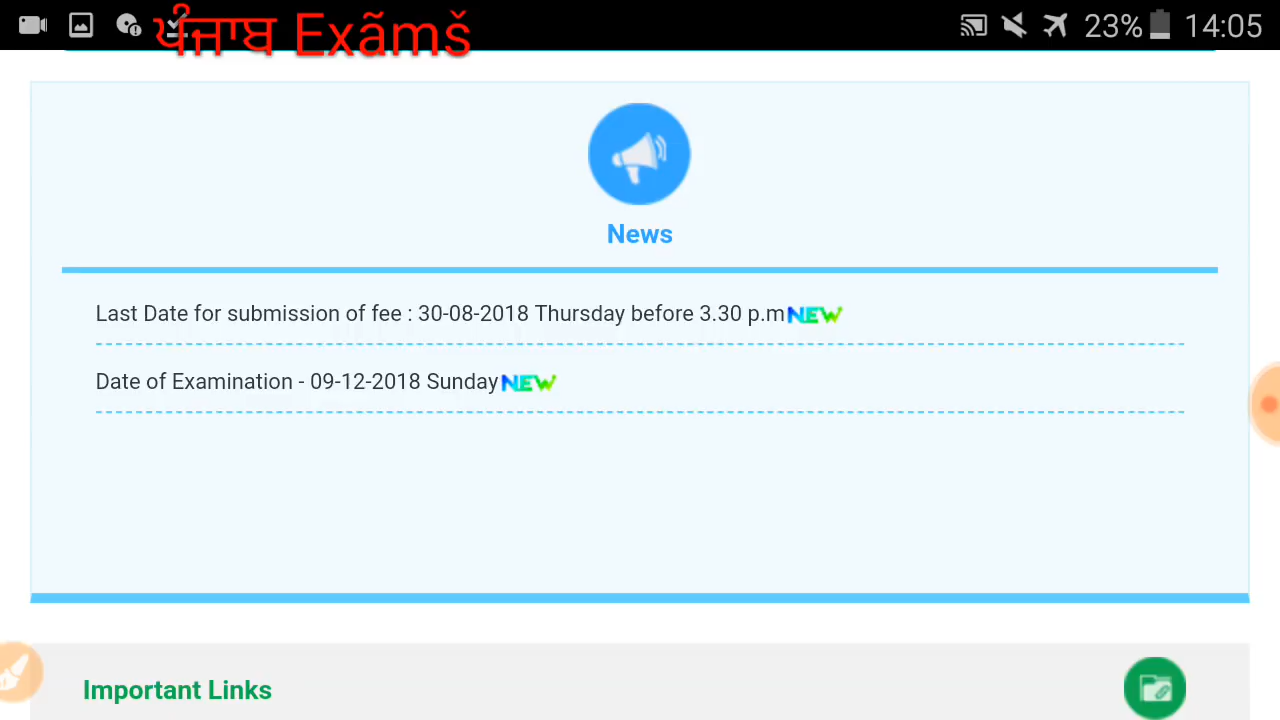 ਪੰਜਾਬ Exãmš
23% 14:05
News
Last Date for submission of fee : 30-08-2018 Thursday before 3.30 p.m NEW
Date of Examination - 09-12-2018 Sunday NEW
Important Links